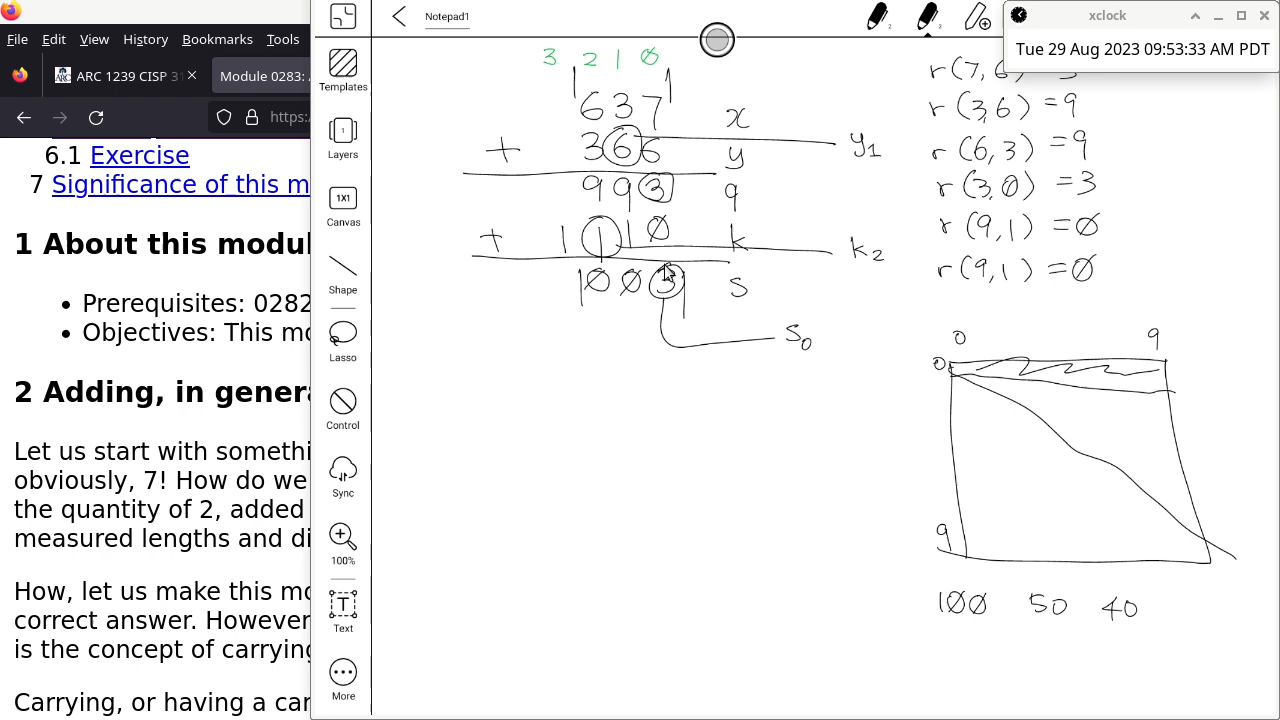 File Edit View History Bookmarks Tools
ARC 1239 CISP 31
Module 0283:
https:
6.1 Exercise
7 Significance of this m
1 About this modul
• Prerequisites: 0282
• Objectives: This mo
2 Adding, in genera
Let us start with somethi
obviously, 7! How do we
the quantity of 2, added
measured lengths and di
How, let us make this mo
correct answer. However
is the concept of carrying
Carrying, or having a car
Templates
Layers
1X1
Canvas
Shape
Lasso
Control
Sync
100%
Text
More
Notepad1
xclock
Tue 29 Aug 2023 09:53:33 AM PDT
3 2 1 0
637 x
+ 366 y y1
993 q
+ 1110 k k2
1003 s
s0
r(7,6)
r(3,6) =9
r(6,3) =9
r(3,0) =3
r(9,1) =0
r(9,1) =0
0 9
0
9
100 50 40